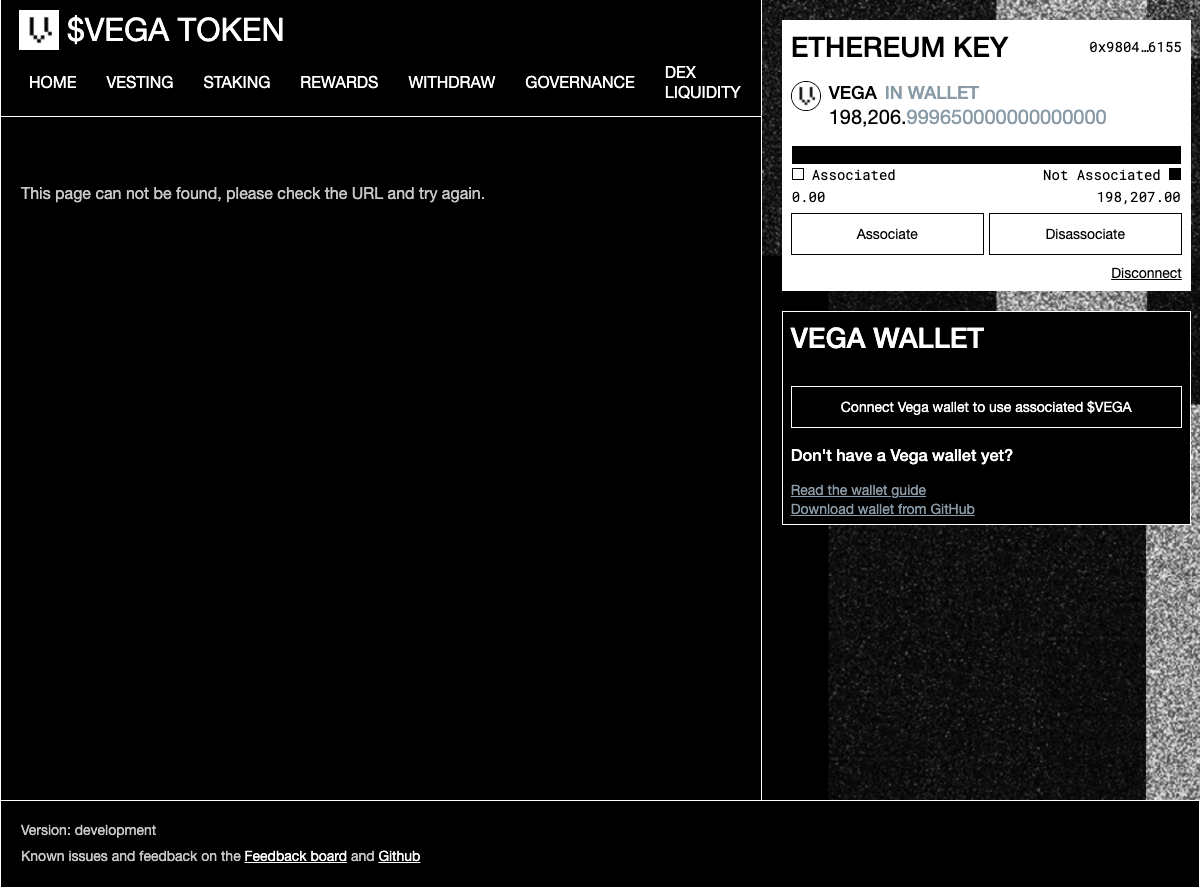 $VEGA TOKEN
HOME VESTING STAKING REWARDS WITHDRAW GOVERNANCE DEX LIQUIDITY
This page can not be found, please check the URL and try again.
ETHEREUM KEY 0x9804…6155
VEGA IN WALLET
198,206.999650000000000000
Associated Not Associated
0.00 198,207.00
Associate Disassociate
Disconnect
VEGA WALLET
Connect Vega wallet to use associated $VEGA
Don't have a Vega wallet yet?
Read the wallet guide
Download wallet from GitHub
Version: development
Known issues and feedback on the Feedback board and Github